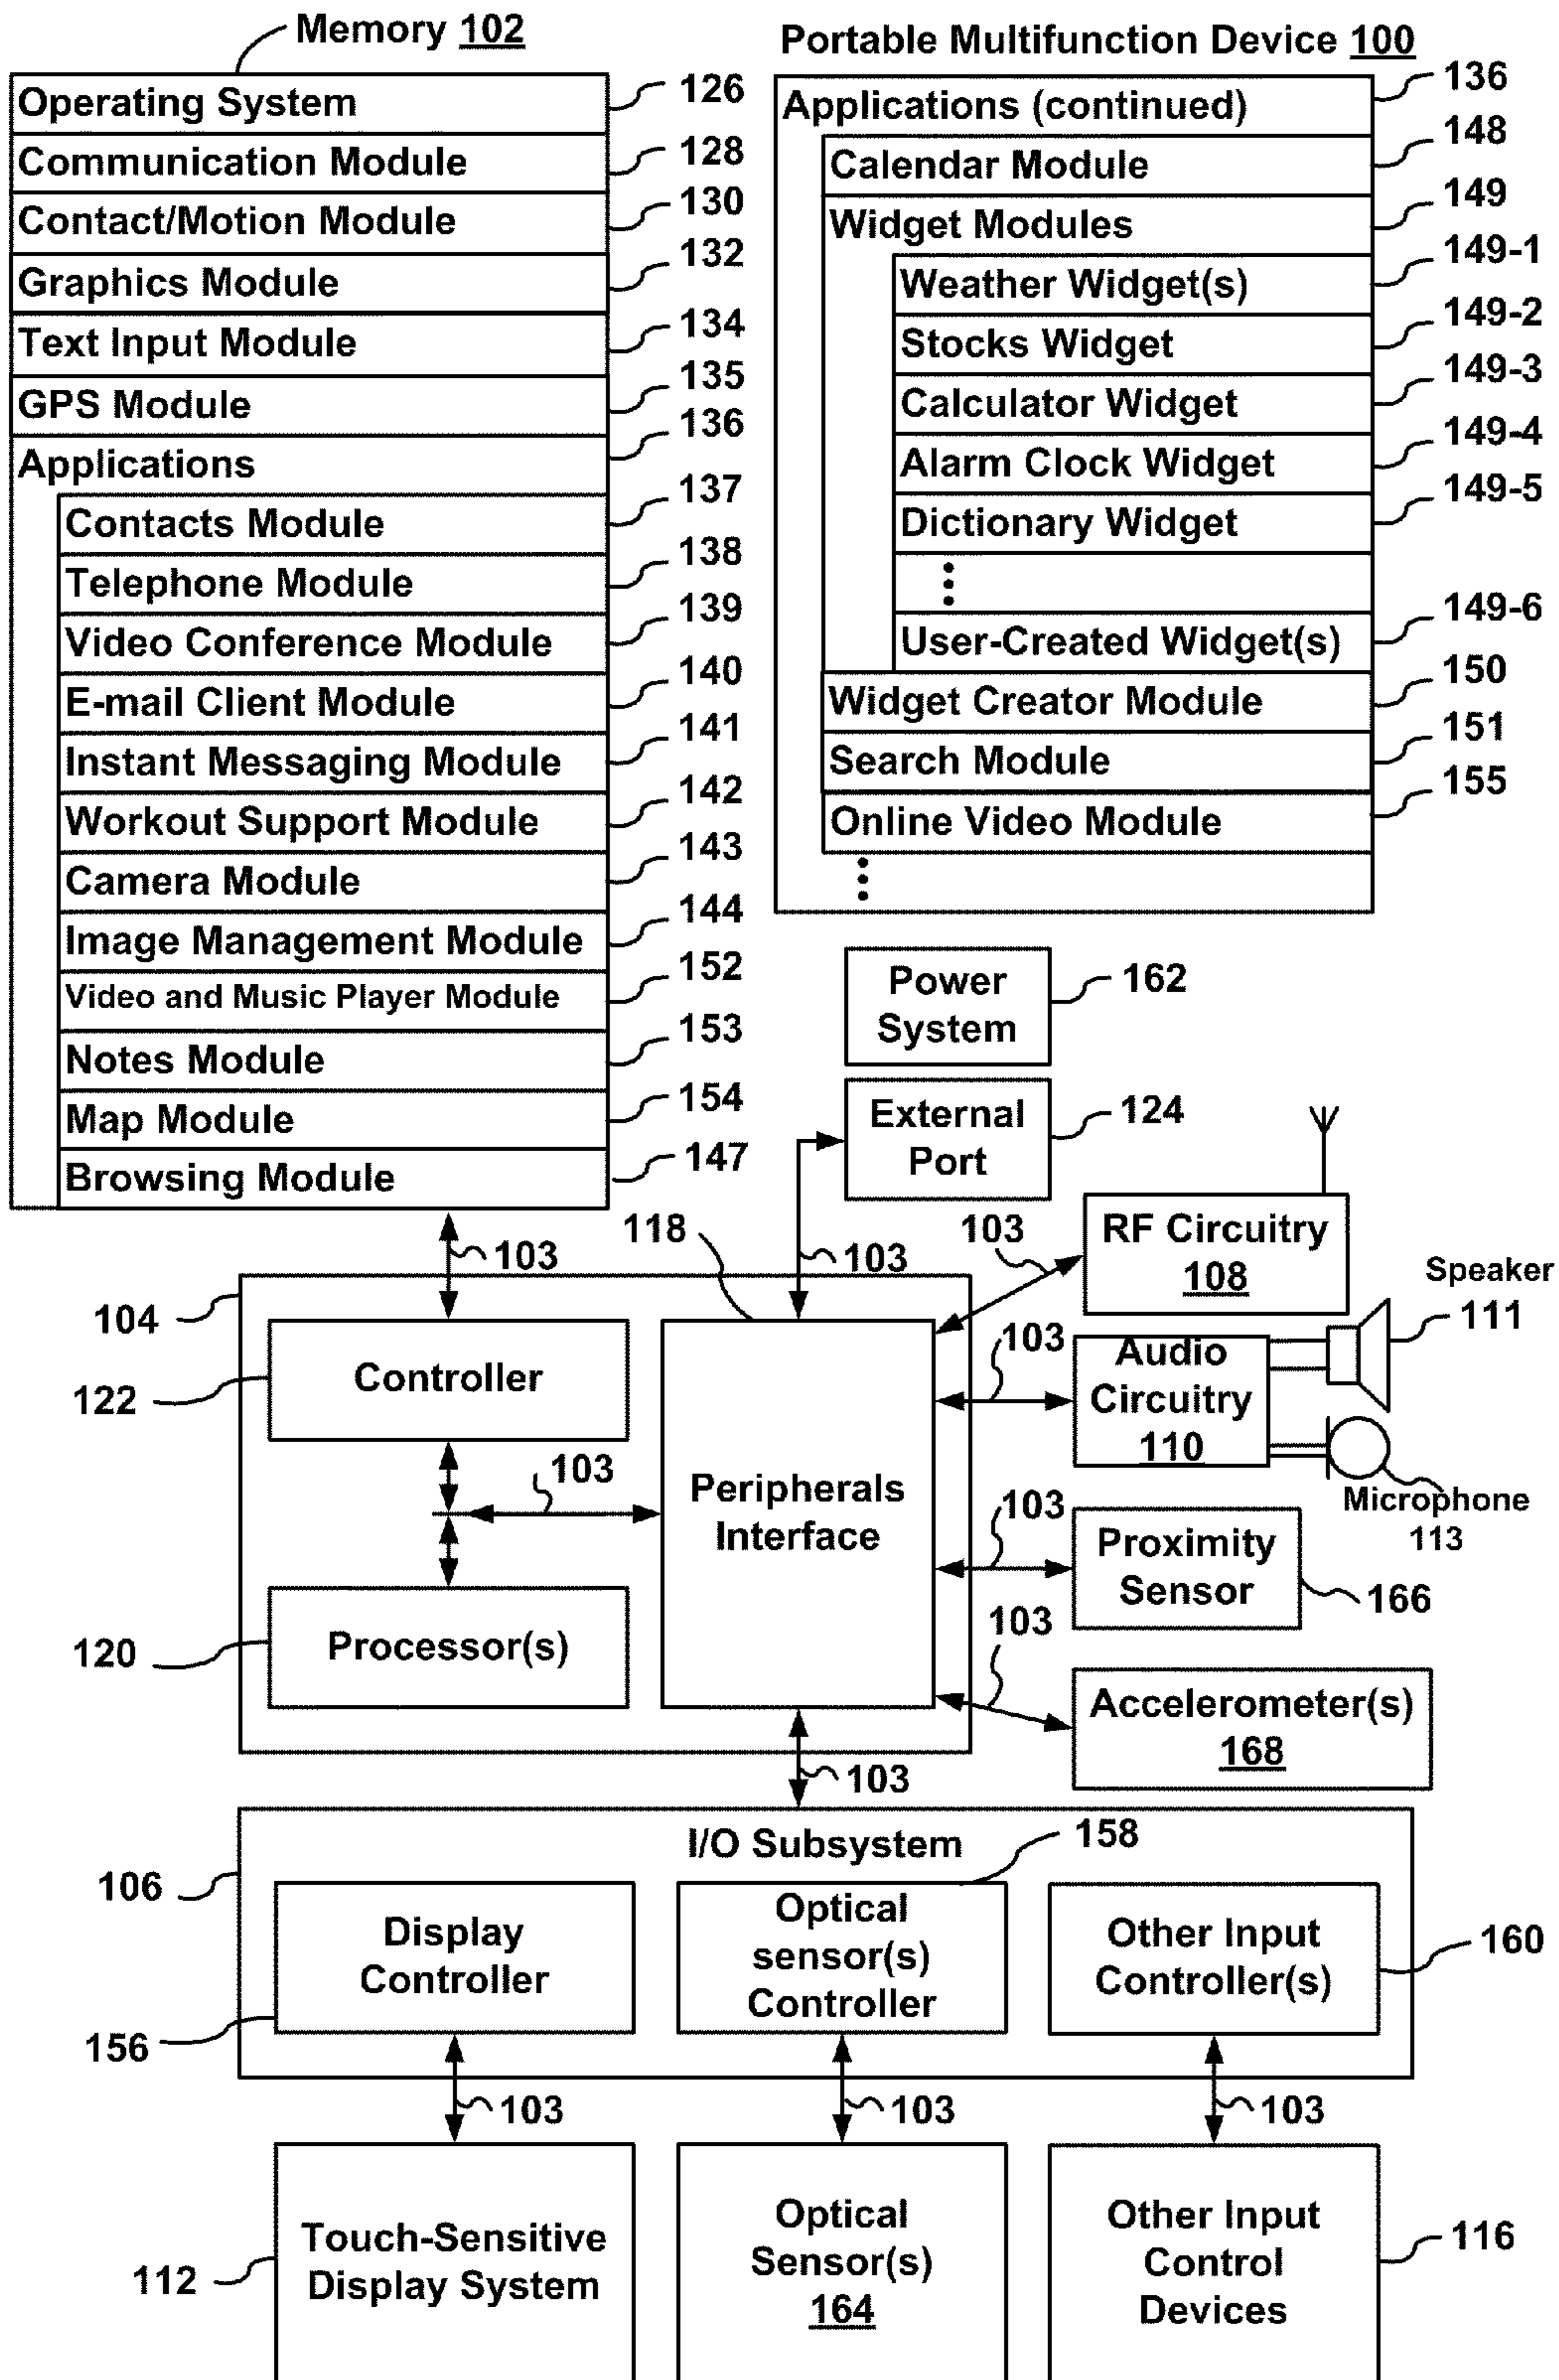 Memory 102
Operating System 126
Communication Module 128
Contact/Motion Module 130
Graphics Module 132
Text Input Module 134
GPS Module 135
Applications 136
Contacts Module 137
Telephone Module 138
Video Conference Module 139
E-mail Client Module 140
Instant Messaging Module 141
Workout Support Module 142
Camera Module 143
Image Management Module 144
Video and Music Player Module 152
Notes Module 153
Map Module 154
Browsing Module 147
Portable Multifunction Device 100
Applications (continued) 136
Calendar Module 148
Widget Modules 149
Weather Widget(s) 149-1
Stocks Widget 149-2
Calculator Widget 149-3
Alarm Clock Widget 149-4
Dictionary Widget 149-5
User-Created Widget(s) 149-6
Widget Creator Module 150
Search Module 151
Online Video Module 155
Power
System
162
External
Port
124
103
118
103
103
RF Circuitry
108
Speaker
111
104
Controller
122
103
Audio
Circuitry
110
Microphone
113
103
Peripherals
Interface
103
Proximity
Sensor
166
Processor(s)
120
103
Accelerometer(s)
168
103
I/O Subsystem
106
158
Display
Controller
156
Optical
sensor(s)
Controller
Other Input
Controller(s)
160
103
103
103
Touch-Sensitive
Display System
112
Optical
Sensor(s)
164
Other Input
Control
Devices
116